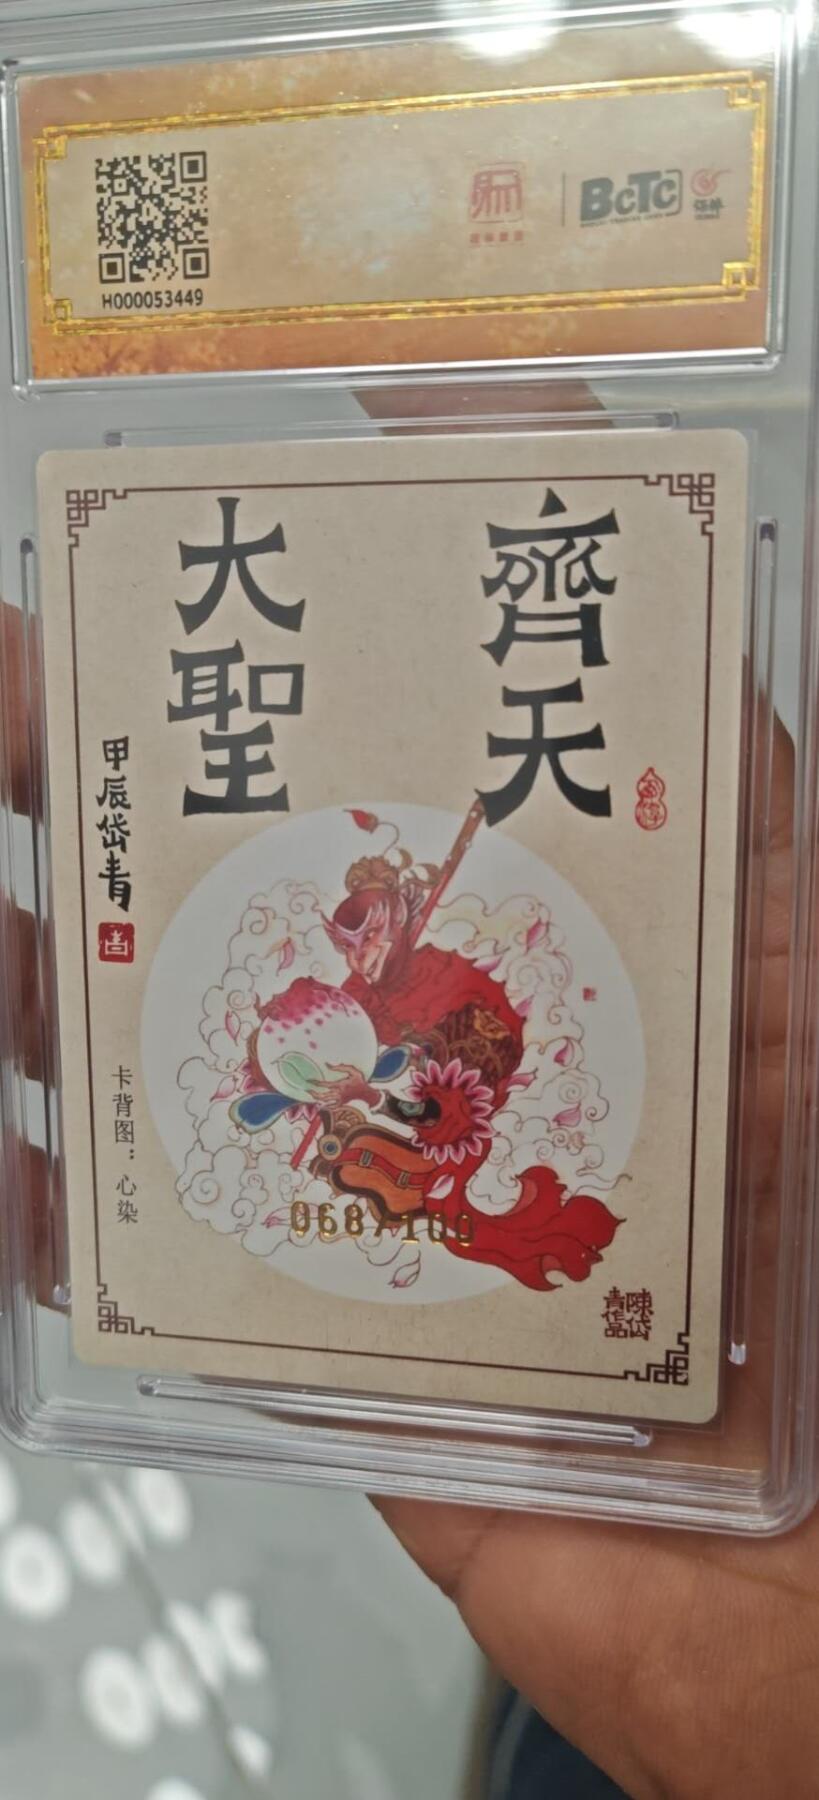 H000053449
BcTc
齊天
大聖
甲辰岱青
卡背图：心染
068/100
陳岱青作品